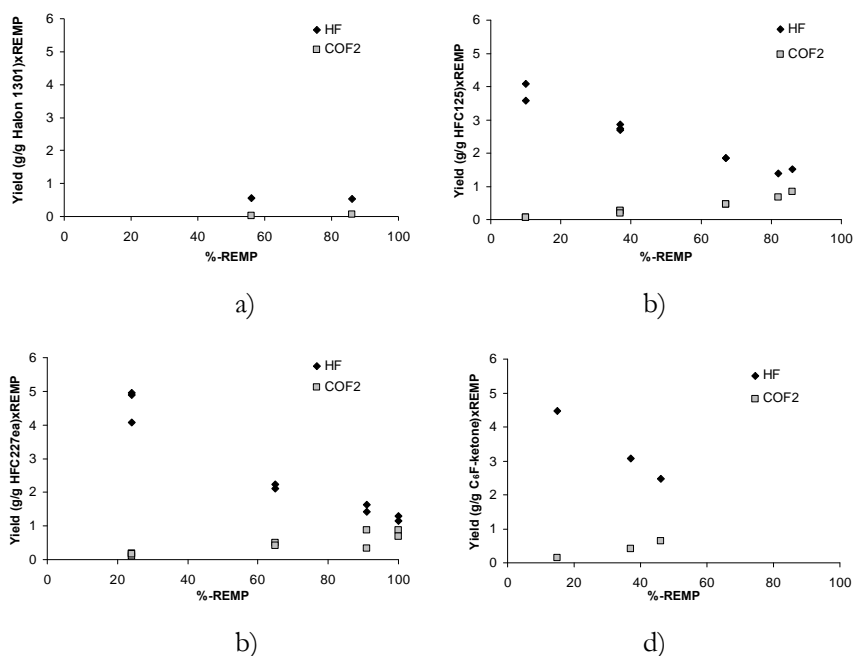 6
5
4
3
2
1
0
0 20 40 60 80 100
%-REMP
Yield (g/g Halon 1301)xREMP
HF
COF2
a)
6
5
4
3
2
1
0
0 20 40 60 80 100
%-REMP
Yield (g/g HFC125)xREMP
HF
COF2
b)
6
5
4
3
2
1
0
0 20 40 60 80 100
%-REMP
Yield (g/g HFC227ea)xREMP
HF
COF2
b)
6
5
4
3
2
1
0
0 20 40 60 80 100
%-REMP
Yield (g/g C₆F-ketone)xREMP
HF
COF2
d)